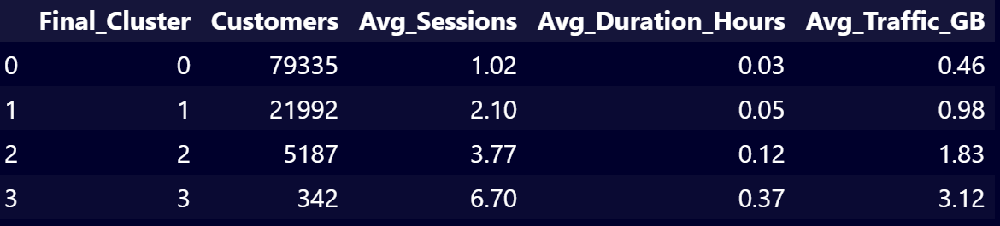 Final_Cluster Customers Avg_Sessions Avg_Duration_Hours Avg_Traffic_GB
0 0 79335 1.02 0.03 0.46
1 1 21992 2.10 0.05 0.98
2 2 5187 3.77 0.12 1.83
3 3 342 6.70 0.37 3.12